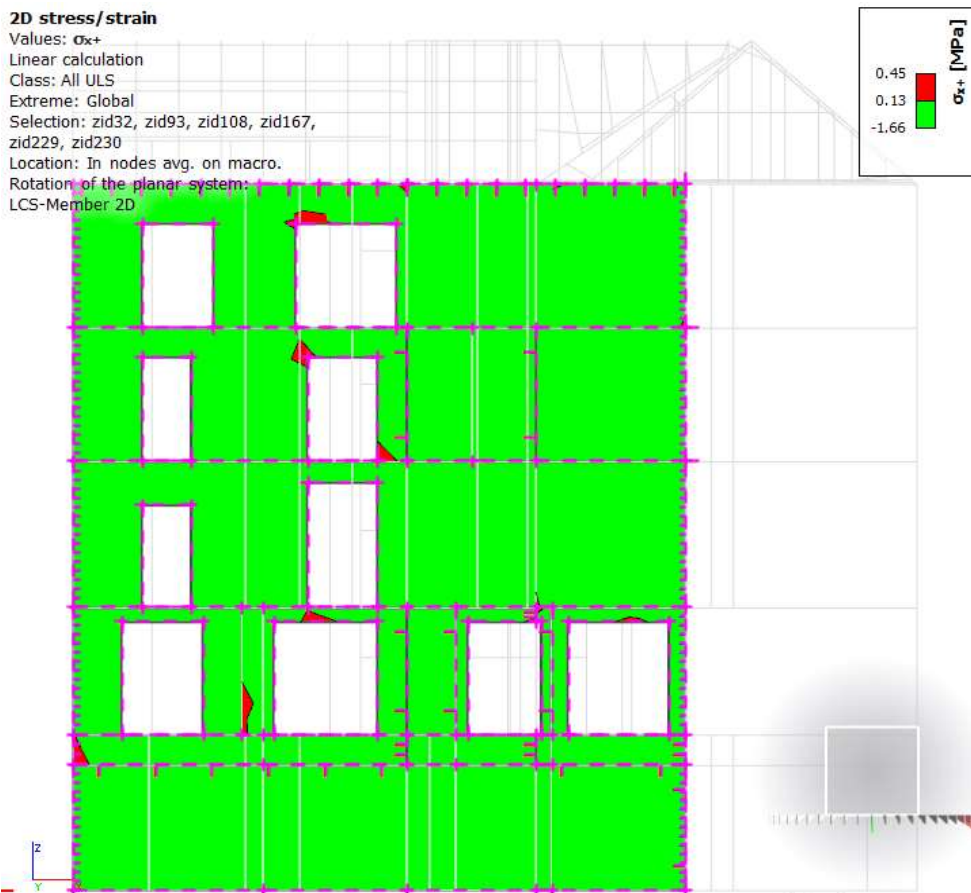 2D stress/strain
Values: σx+
Linear calculation
Class: All ULS
Extreme: Global
Selection: zid32, zid93, zid108, zid167,
zid229, zid230
Location: In nodes avg. on macro.
Rotation of the planar system:
LCS-Member 2D
0.45
0.13
-1.66
σx+ [MPa]
z
Y